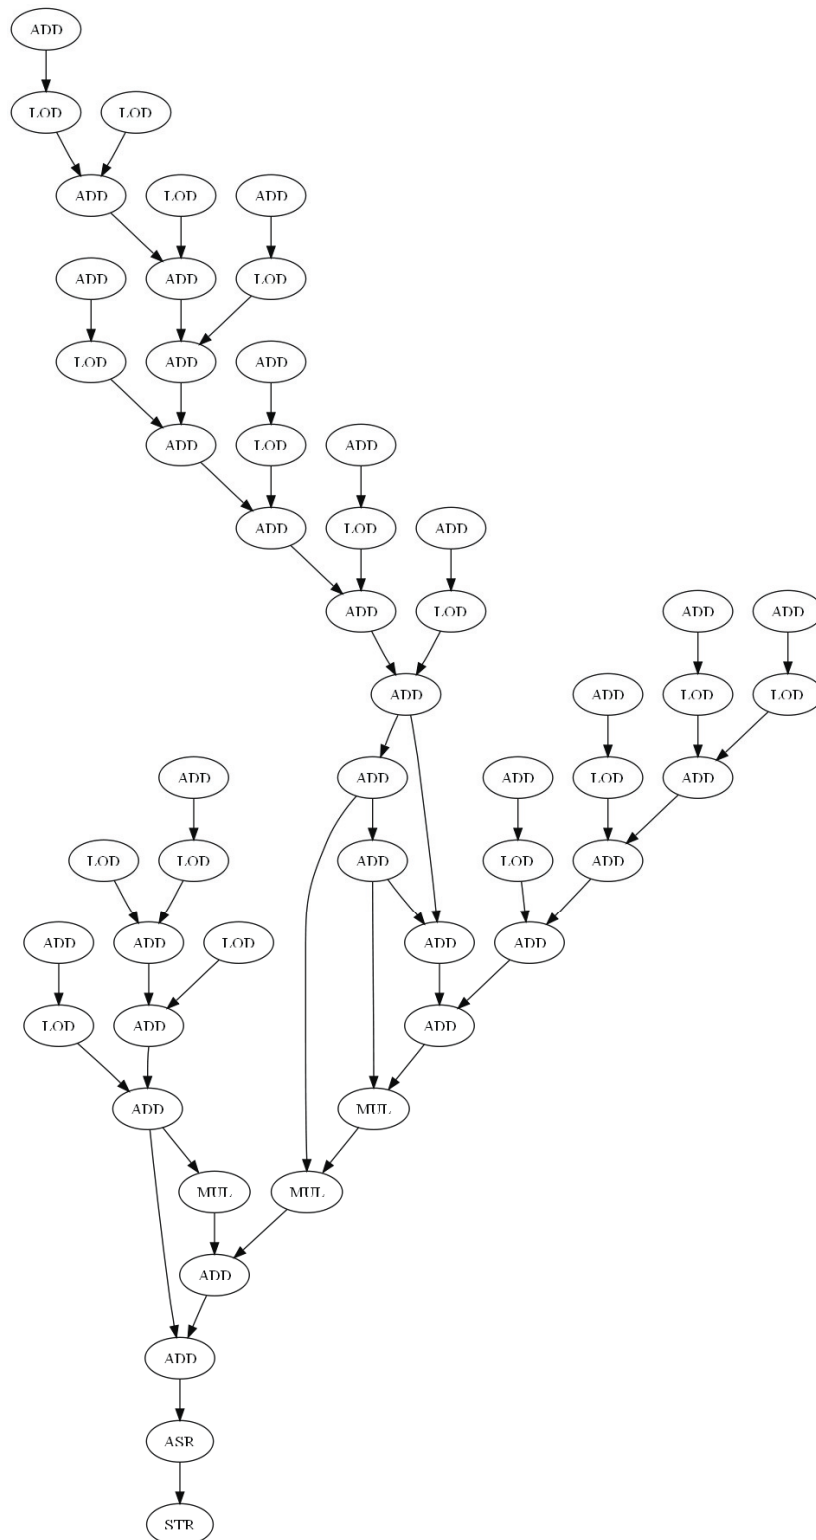 ADD
LOD LOD
ADD LOD ADD
ADD ADD LOD
LOD ADD ADD
ADD LOD ADD
ADD LOD ADD
ADD LOD ADD ADD
ADD ADD LOD LOD
ADD ADD ADD LOD ADD
LOD LOD ADD LOD ADD
ADD ADD LOD ADD ADD
LOD ADD ADD
ADD MUL
MUL MUL
ADD
ADD
ASR
STR